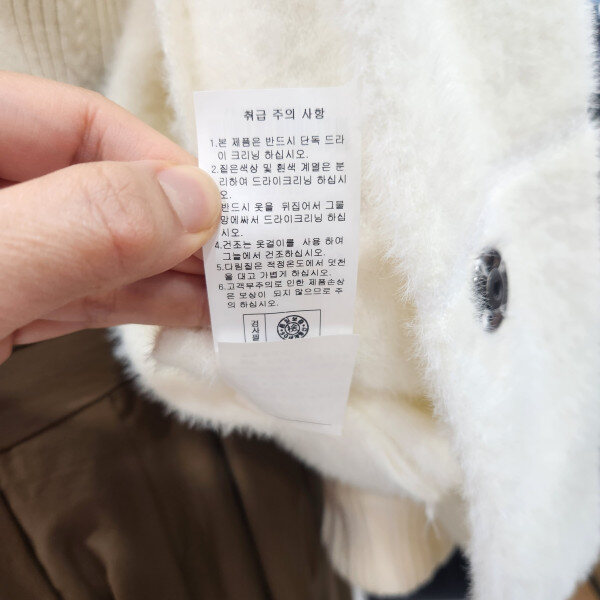 취급 주의 사항
1.본 제품은 반드시 단독 드라
이 크리닝 하십시오.
2.짙은색상 및 흰색 계열은 분
리하여 드라이크리닝 하십시
오.
반드시 옷을 뒤집어서 그물
망에싸서 드라이크리닝 하십
시오.
4.건조는 옷걸이를 사용 하여
그늘에서 건조하십시오.
5.다림질은 적정온도에서 덧천
을 대고 가볍게 하십시오.
6.고객부주의로 인한 제품손상
은 보상이 되지 않으므로 주
의 하십시오.
검사필